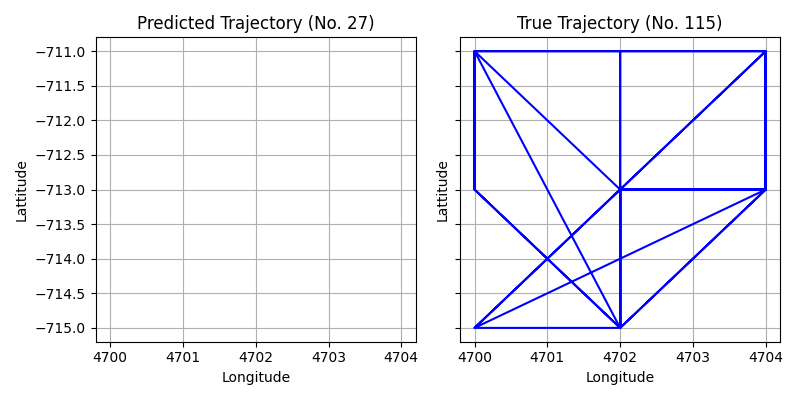 Predicted Trajectory (No. 27)
True Trajectory (No. 115)
−711.0
−711.5
−712.0
−712.5
−713.0
−713.5
−714.0
−714.5
−715.0
Lattitude
Lattitude
4700 4701 4702 4703 4704
4700 4701 4702 4703 4704
Longitude
Longitude